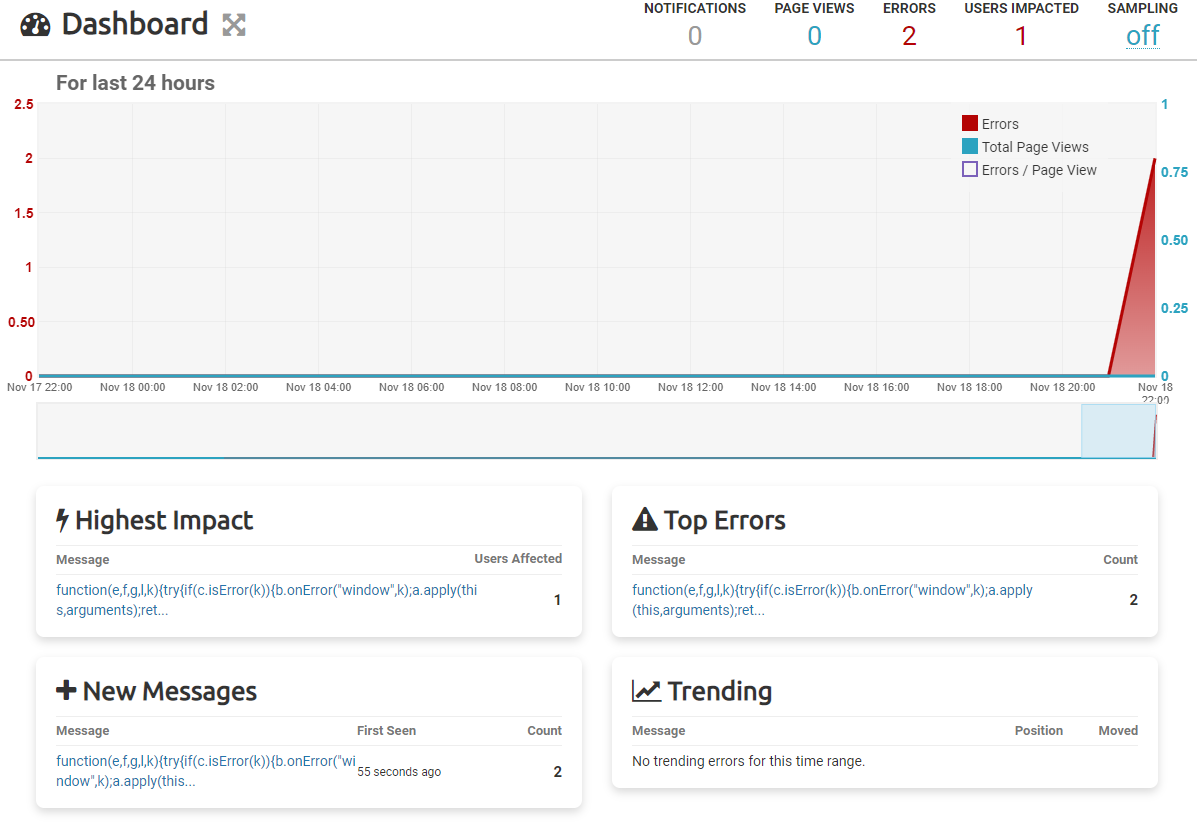 Dashboard
NOTIFICATIONS PAGE VIEWS ERRORS USERS IMPACTED SAMPLING
0 0 2 1 off
For last 24 hours
2.5 1
Errors
Total Page Views
2
Errors / Page View
0.75
1.5
0.50
1
0.25
0.50
0 0
Nov 17 22:00 Nov 18 00:00 Nov 18 02:00 Nov 18 04:00 Nov 18 06:00 Nov 18 08:00 Nov 18 10:00 Nov 18 12:00 Nov 18 14:00 Nov 18 16:00 Nov 18 18:00 Nov 18 20:00 Nov 18
22:00
Highest Impact
Message Users Affected
function(e,f,g,l,k){try{if(c.isError(k)){b.onError("window",k);a.apply(thi
s,arguments);ret...
1
Top Errors
Message Count
function(e,f,g,l,k){try{if(c.isError(k)){b.onError("window",k);a.apply
(this,arguments);ret...
2
New Messages
Message First Seen Count
function(e,f,g,l,k){try{if(c.isError(k)){b.onError("wi
ndow",k);a.apply(this...
55 seconds ago 2
Trending
Message Position Moved
No trending errors for this time range.